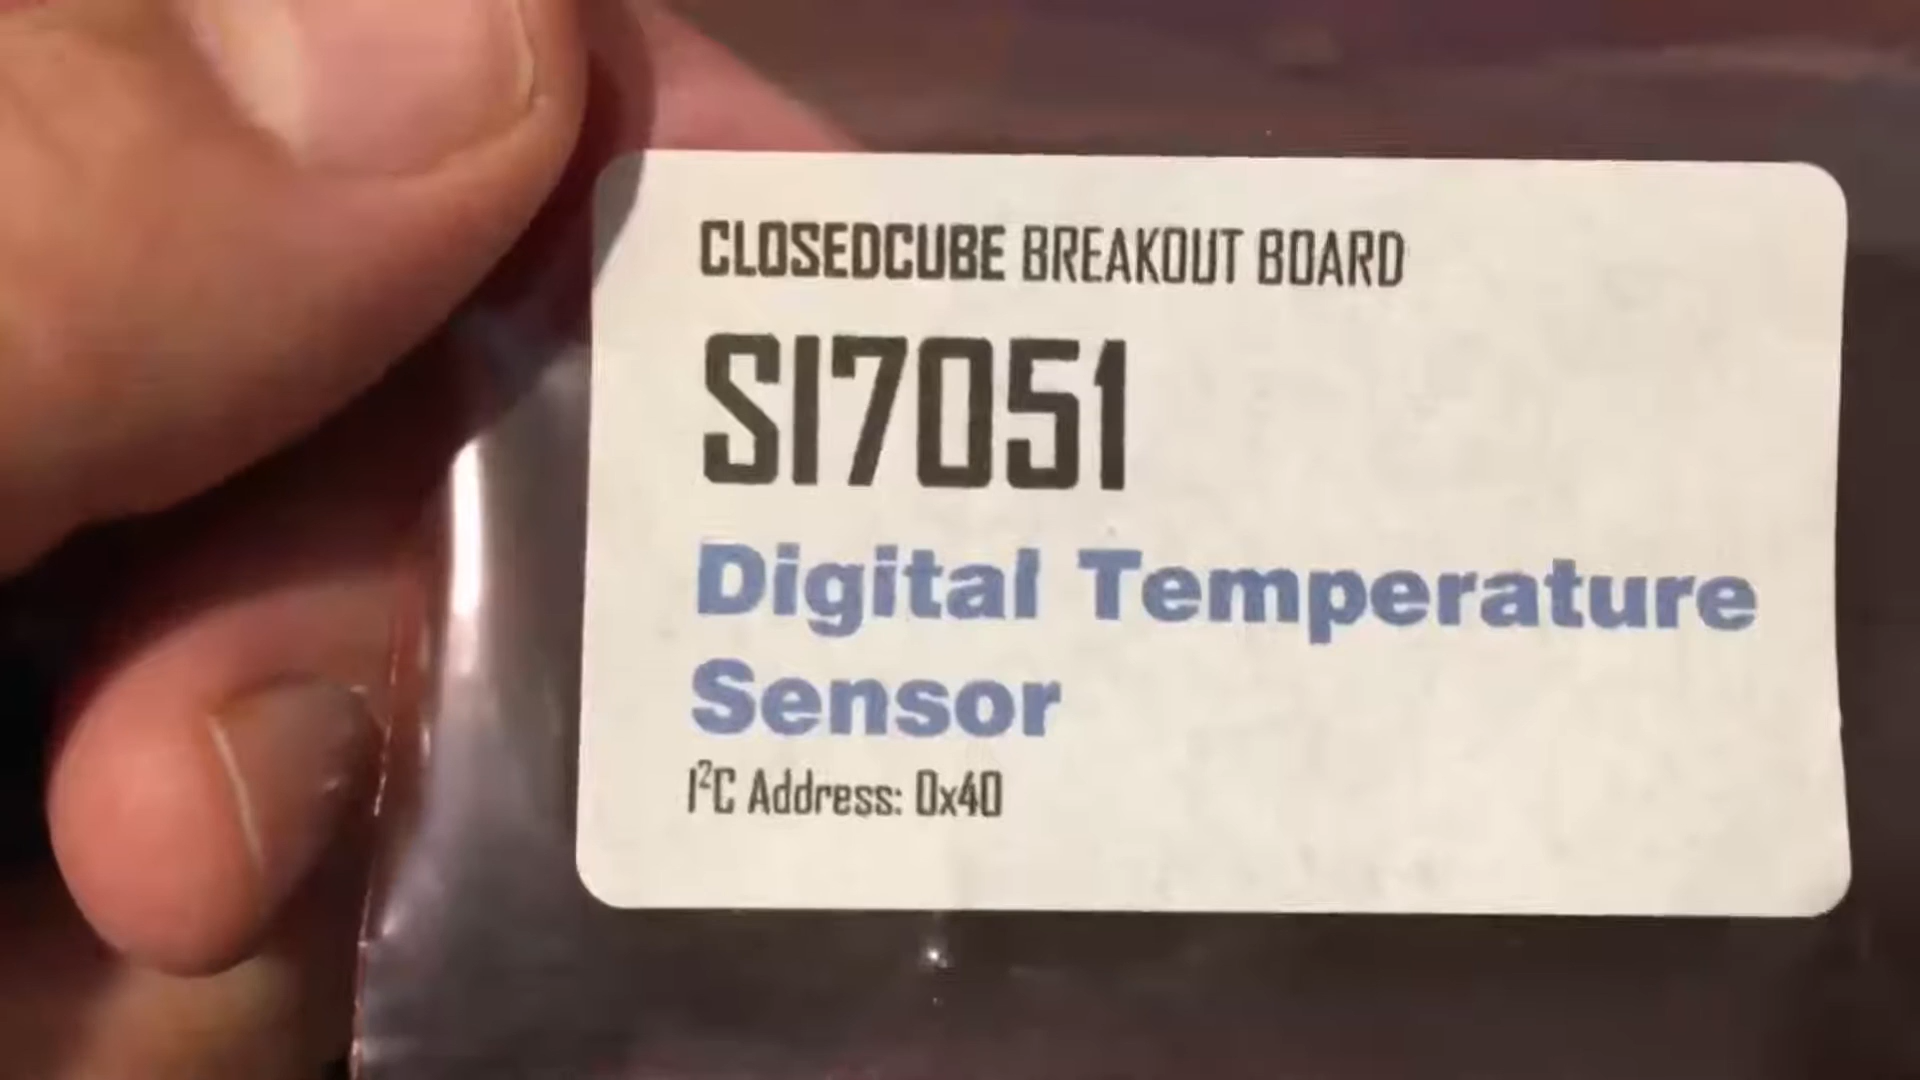 CLOSEDCUBE BREAKOUT BOARD
SI7051
Digital Temperature
Sensor
I²C Address: 0x40